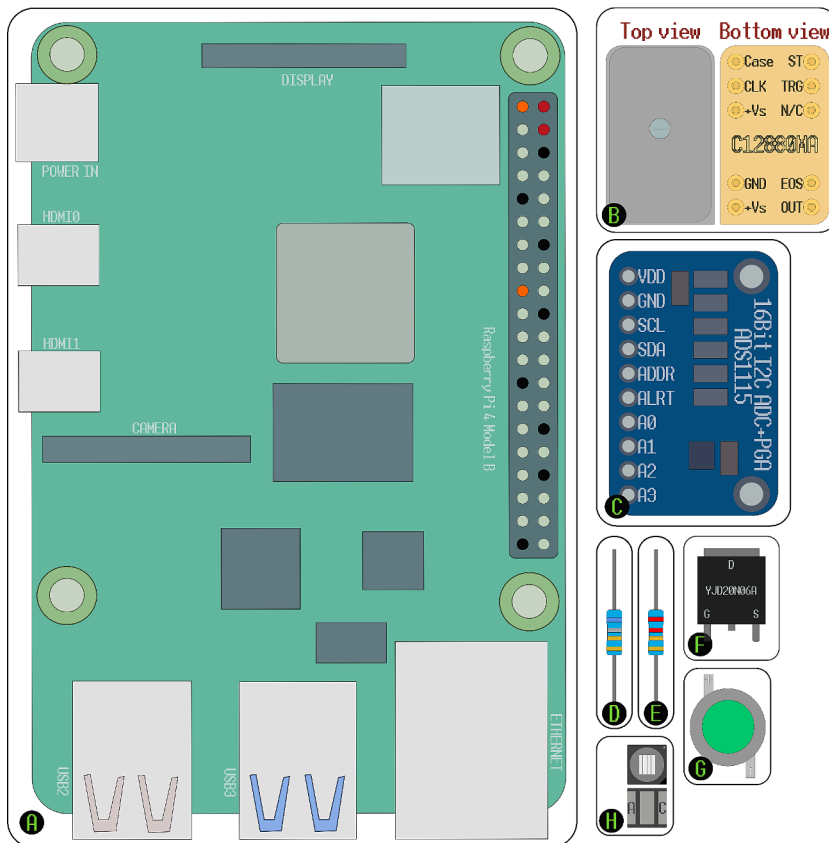 DISPLAY
POWER IN
HDMI0
HDMI1
CAMERA
Raspberry Pi 4 Model B
USB2
USB3
ETHERNET
A
Top view Bottom view
Case ST
CLK TRG
+Vs N/C
C12880MA
GND EOS
+Vs OUT
B
VDD
GND
SCL
SDA
ADDR
ALRT
A0
A1
A2
A3
16Bit I2C ADC+PGA
ADS1115
C
D
E
D
YJD20N06A
G S
F
G
A C
H